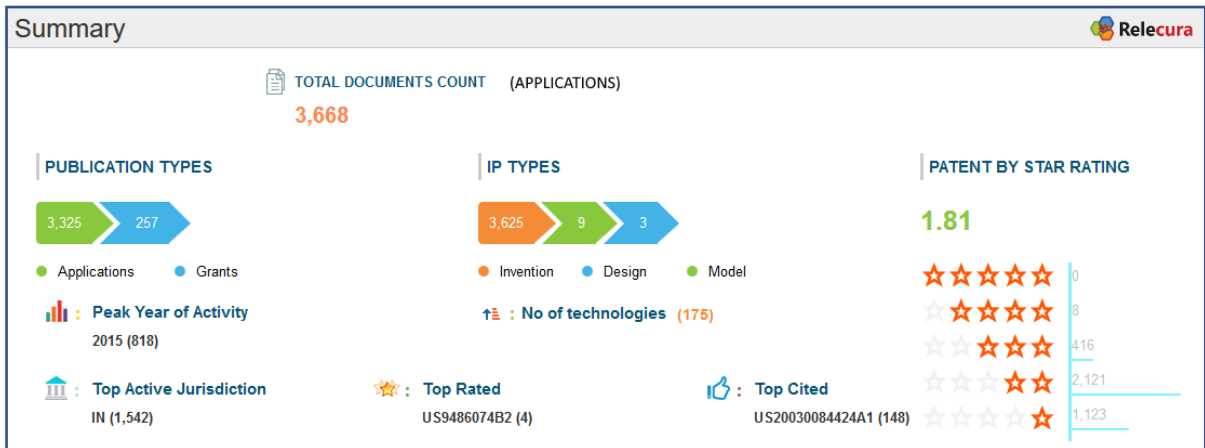 Summary
Relecura
TOTAL DOCUMENTS COUNT (APPLICATIONS)
3,668
PUBLICATION TYPES
3,325 257
Applications Grants
Peak Year of Activity
2015 (818)
IP TYPES
3,625 9 3
Invention Design Model
: No of technologies (175)
PATENT BY STAR RATING
1.81
0
8
416
2,121
1,123
: Top Active Jurisdiction
IN (1,542)
: Top Rated
US9486074B2 (4)
: Top Cited
US20030084424A1 (148)